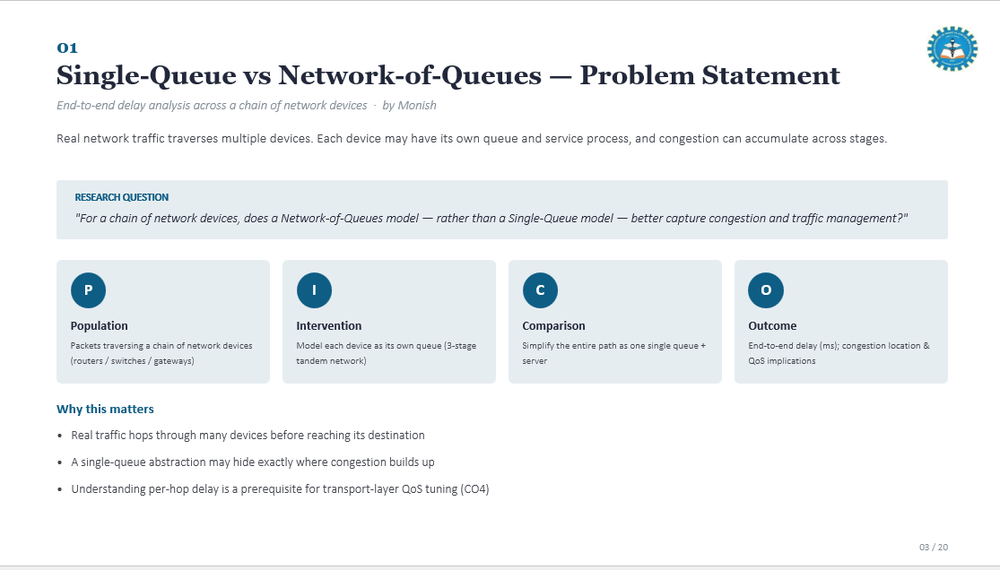 01
Single-Queue vs Network-of-Queues — Problem Statement
End-to-end delay analysis across a chain of network devices · by Monish
Real network traffic traverses multiple devices. Each device may have its own queue and service process, and congestion can accumulate across stages.
RESEARCH QUESTION
"For a chain of network devices, does a Network-of-Queues model — rather than a Single-Queue model — better capture congestion and traffic management?"
P
Population
Packets traversing a chain of network devices
(routers / switches / gateways)
I
Intervention
Model each device as its own queue (3-stage
tandem network)
C
Comparison
Simplify the entire path as one single queue +
server
O
Outcome
End-to-end delay (ms); congestion location &
QoS implications
Why this matters
• Real traffic hops through many devices before reaching its destination
• A single-queue abstraction may hide exactly where congestion builds up
• Understanding per-hop delay is a prerequisite for transport-layer QoS tuning (CO4)
03 / 20